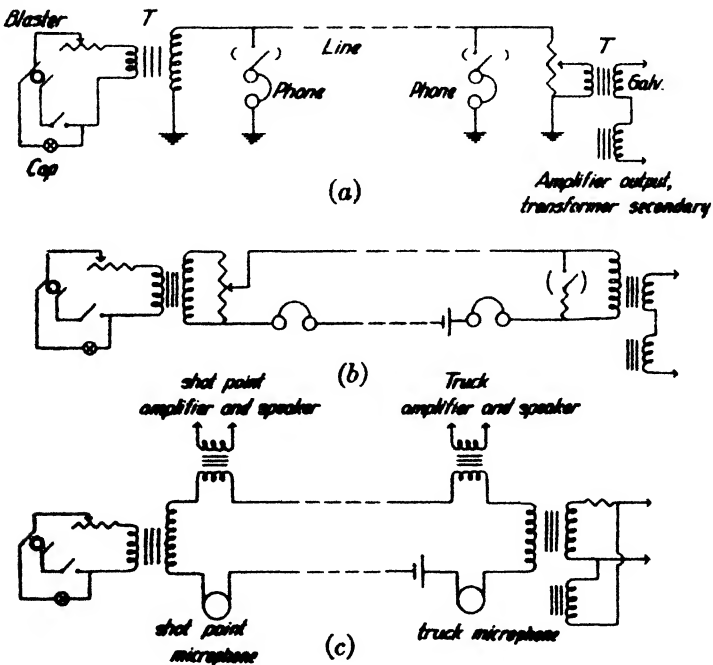 Blaster
T
Line
T
Phone
Phone
Galv.
Cap
(a)
Amplifier output,
transformer secondary
(b)
shot point
amplifier and speaker
Truck
amplifier and speaker
shot point
microphone
(c)
truck microphone